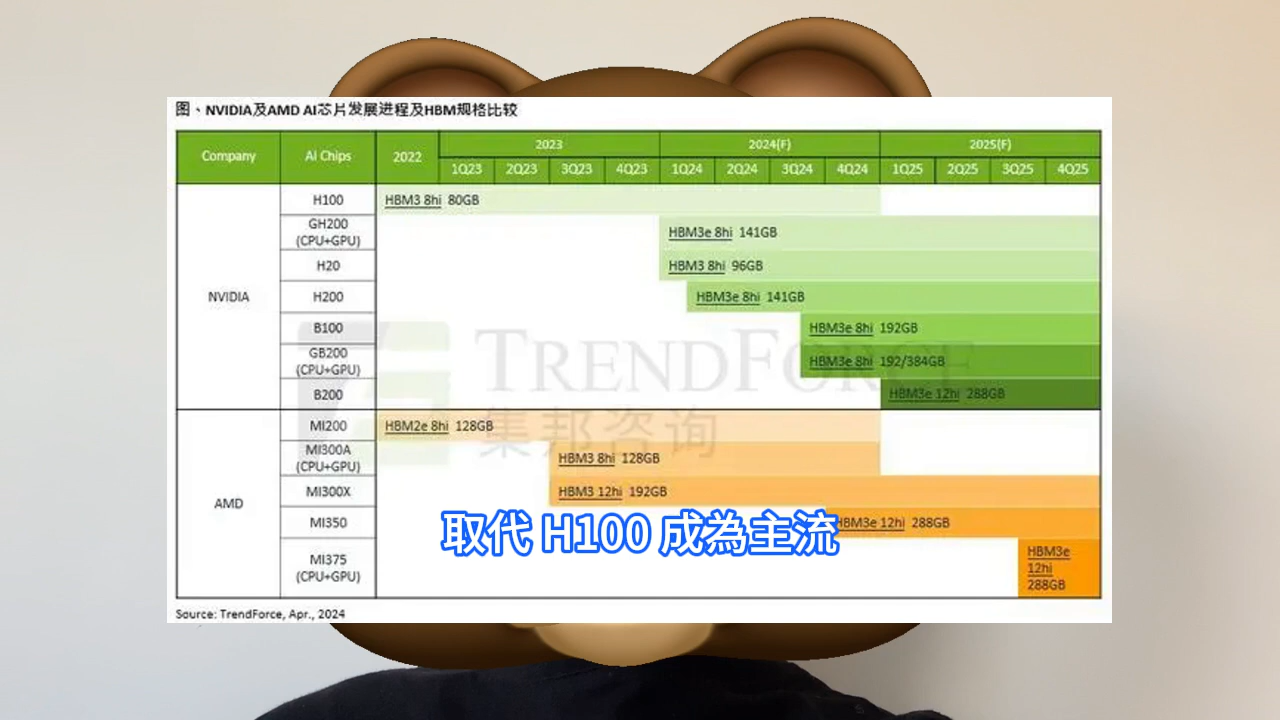 图、NVIDIA及AMD AI芯片发展进程及HBM规格比较
Company AI Chips 2022 2023 2024(F) 2025(F)
1Q23 2Q23 3Q23 4Q23 1Q24 2Q24 3Q24 4Q24 1Q25 2Q25 3Q25 4Q25
NVIDIA
H100 HBM3 8hi 80GB
GH200
(CPU+GPU) HBM3e 8hi 141GB
H20 HBM3 8hi 96GB
H200 HBM3e 8hi 141GB
B100 HBM3e 8hi 192GB
GB200
(CPU+GPU) HBM3e 8hi 192/384GB
B200 HBM3e 12hi 288GB
TRENDFORCE
集邦咨询
AMD
MI200 HBM2e 8hi 128GB
MI300A
(CPU+GPU) HBM3 8hi 128GB
MI300X HBM3 12hi 192GB
MI350 HBM3e 12hi 288GB
MI375
(CPU+GPU)
HBM3e
12hi
288GB
取代 H100 成為主流
Source: TrendForce, Apr., 2024